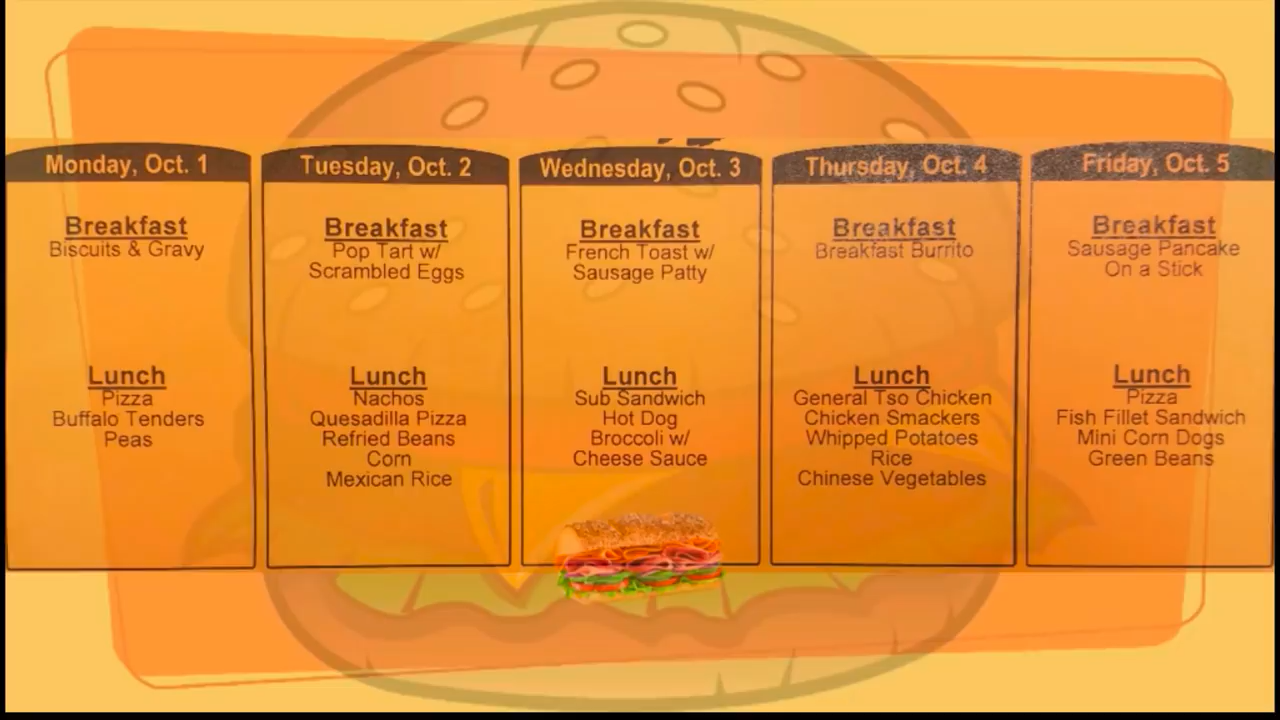 Monday, Oct. 1
Breakfast
Biscuits & Gravy
Lunch
Pizza
Buffalo Tenders
Peas
Tuesday, Oct. 2
Breakfast
Pop Tart w/
Scrambled Eggs
Lunch
Nachos
Quesadilla Pizza
Refried Beans
Corn
Mexican Rice
Wednesday, Oct. 3
Breakfast
French Toast w/
Sausage Patty
Lunch
Sub Sandwich
Hot Dog
Broccoli w/
Cheese Sauce
Thursday, Oct. 4
Breakfast
Breakfast Burrito
Lunch
General Tso Chicken
Chicken Smackers
Whipped Potatoes
Rice
Chinese Vegetables
Friday, Oct. 5
Breakfast
Sausage Pancake
On a Stick
Lunch
Pizza
Fish Fillet Sandwich
Mini Corn Dogs
Green Beans